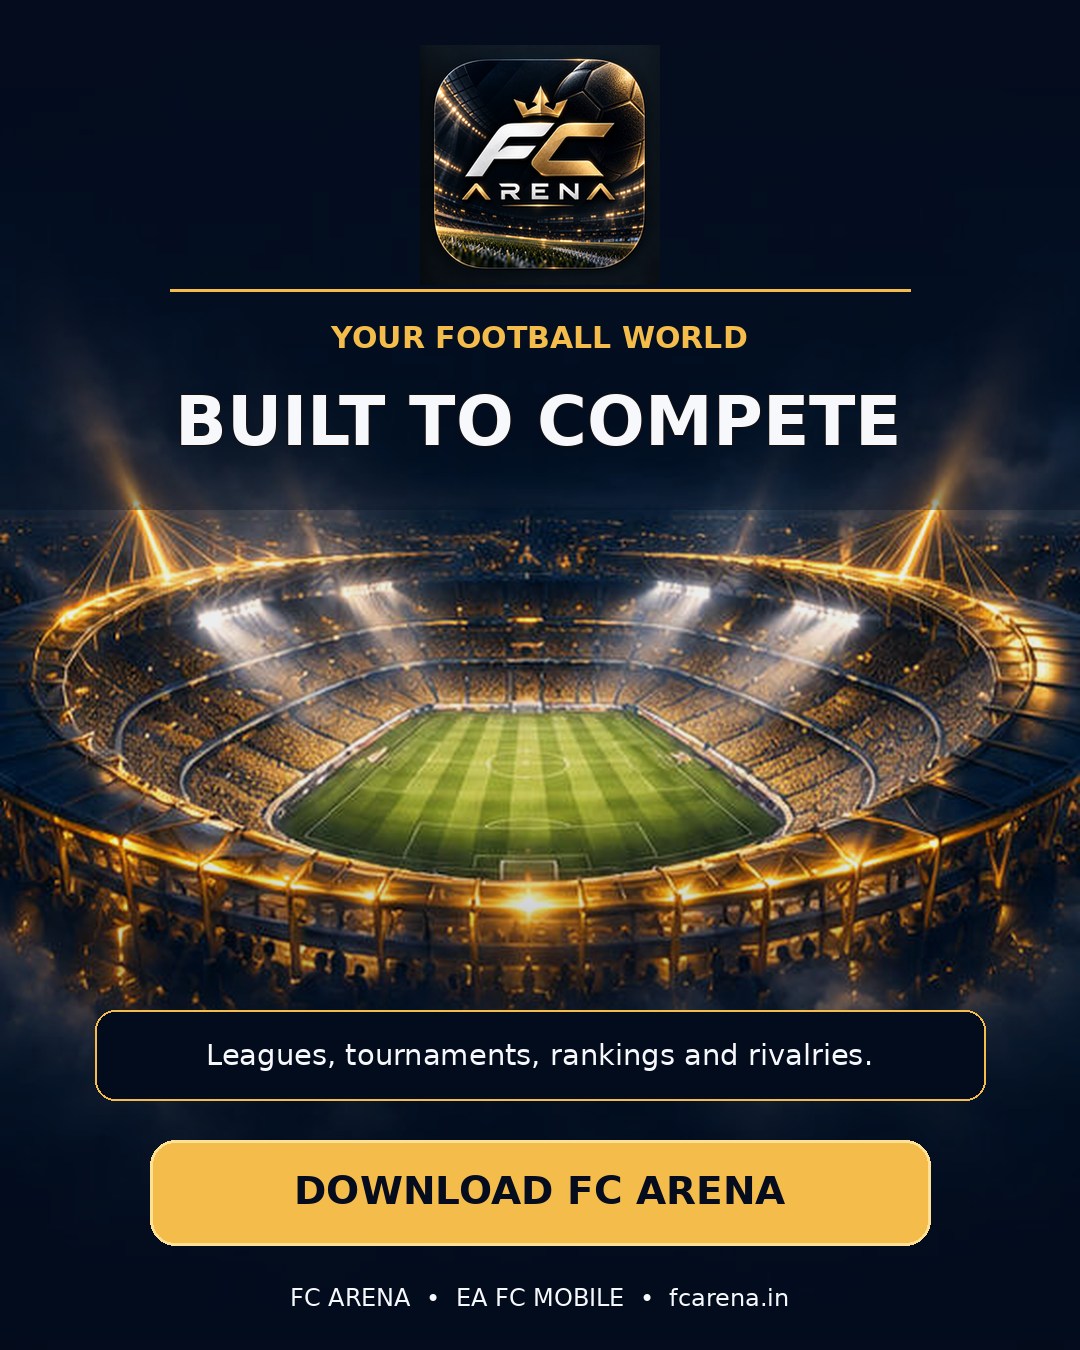 FC
ARENA
YOUR FOOTBALL WORLD
BUILT TO COMPETE
Leagues, tournaments, rankings and rivalries.
DOWNLOAD FC ARENA
FC ARENA • EA FC MOBILE • fcarena.in